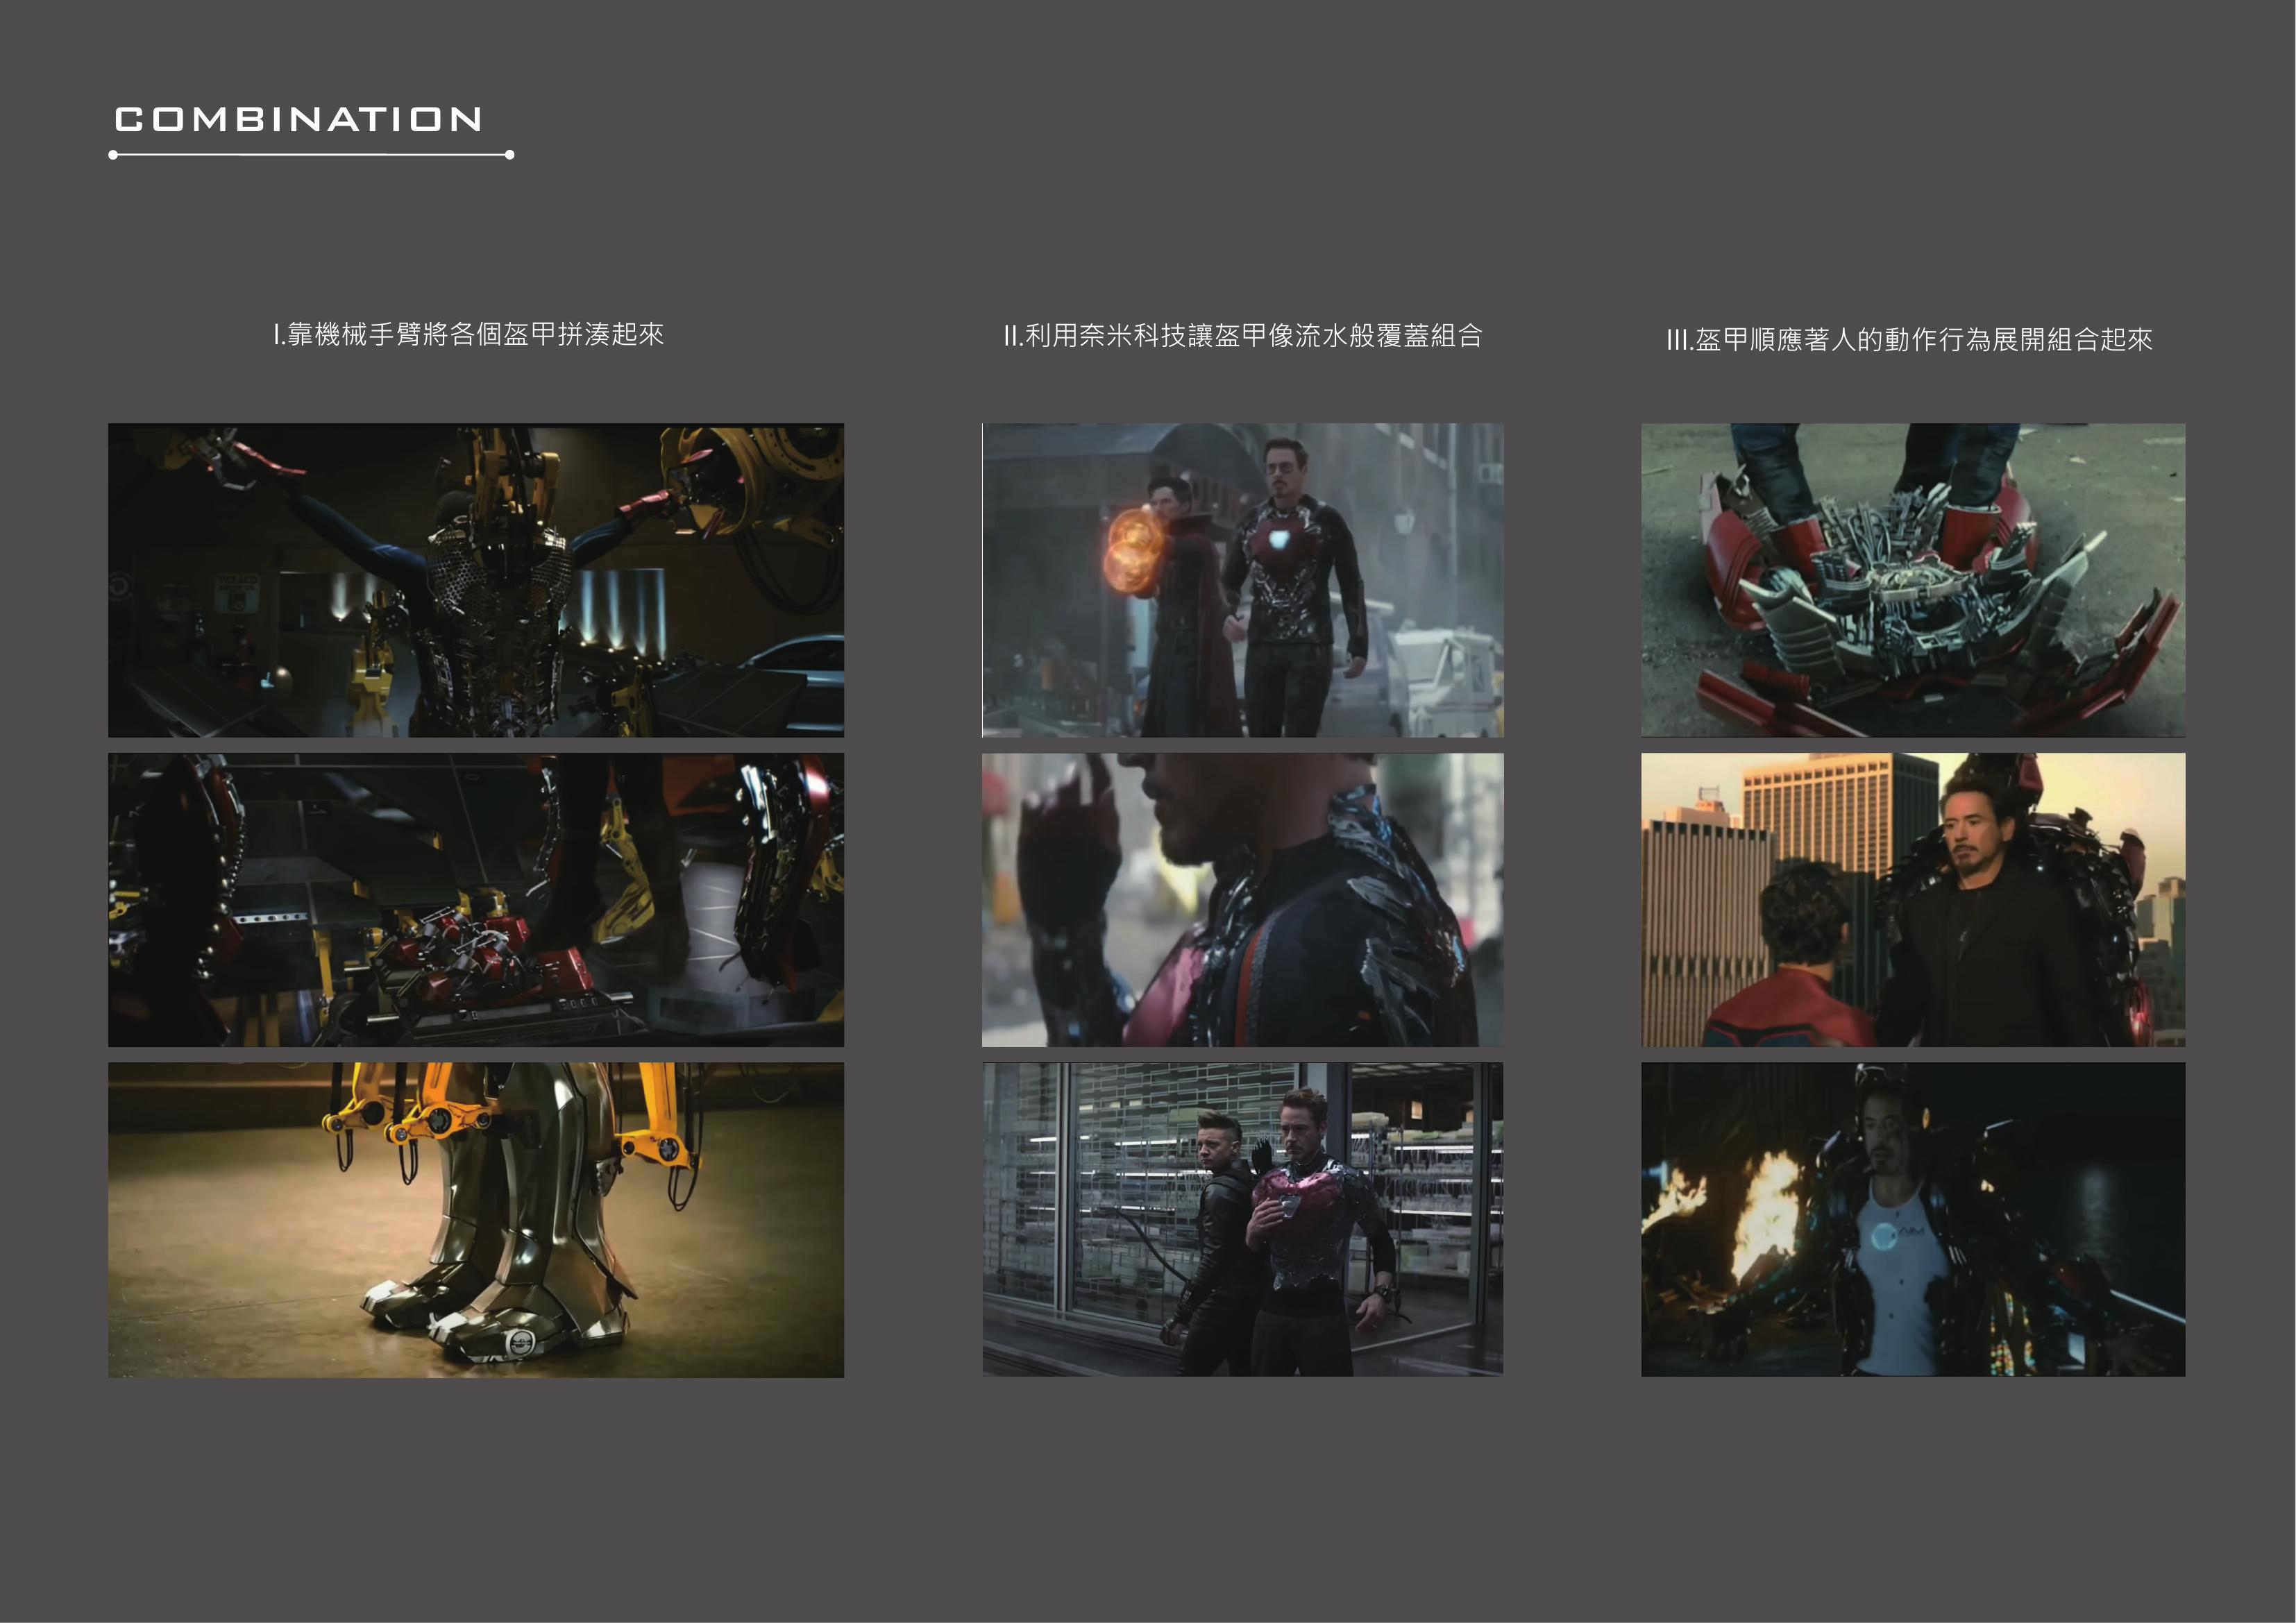 COMBINATION
I.靠機械手臂將各個盔甲拼湊起來
II.利用奈米科技讓盔甲像流水般覆蓋組合
III.盔甲順應著人的動作行為展開組合起來
TEXACO
AIM